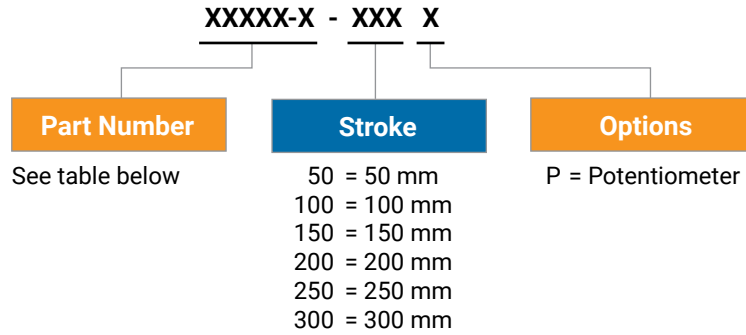 XXXXX-X - XXX X
Part Number
Stroke
Options
See table below
50 = 50 mm
100 = 100 mm
150 = 150 mm
200 = 200 mm
250 = 250 mm
300 = 300 mm
P = Potentiometer